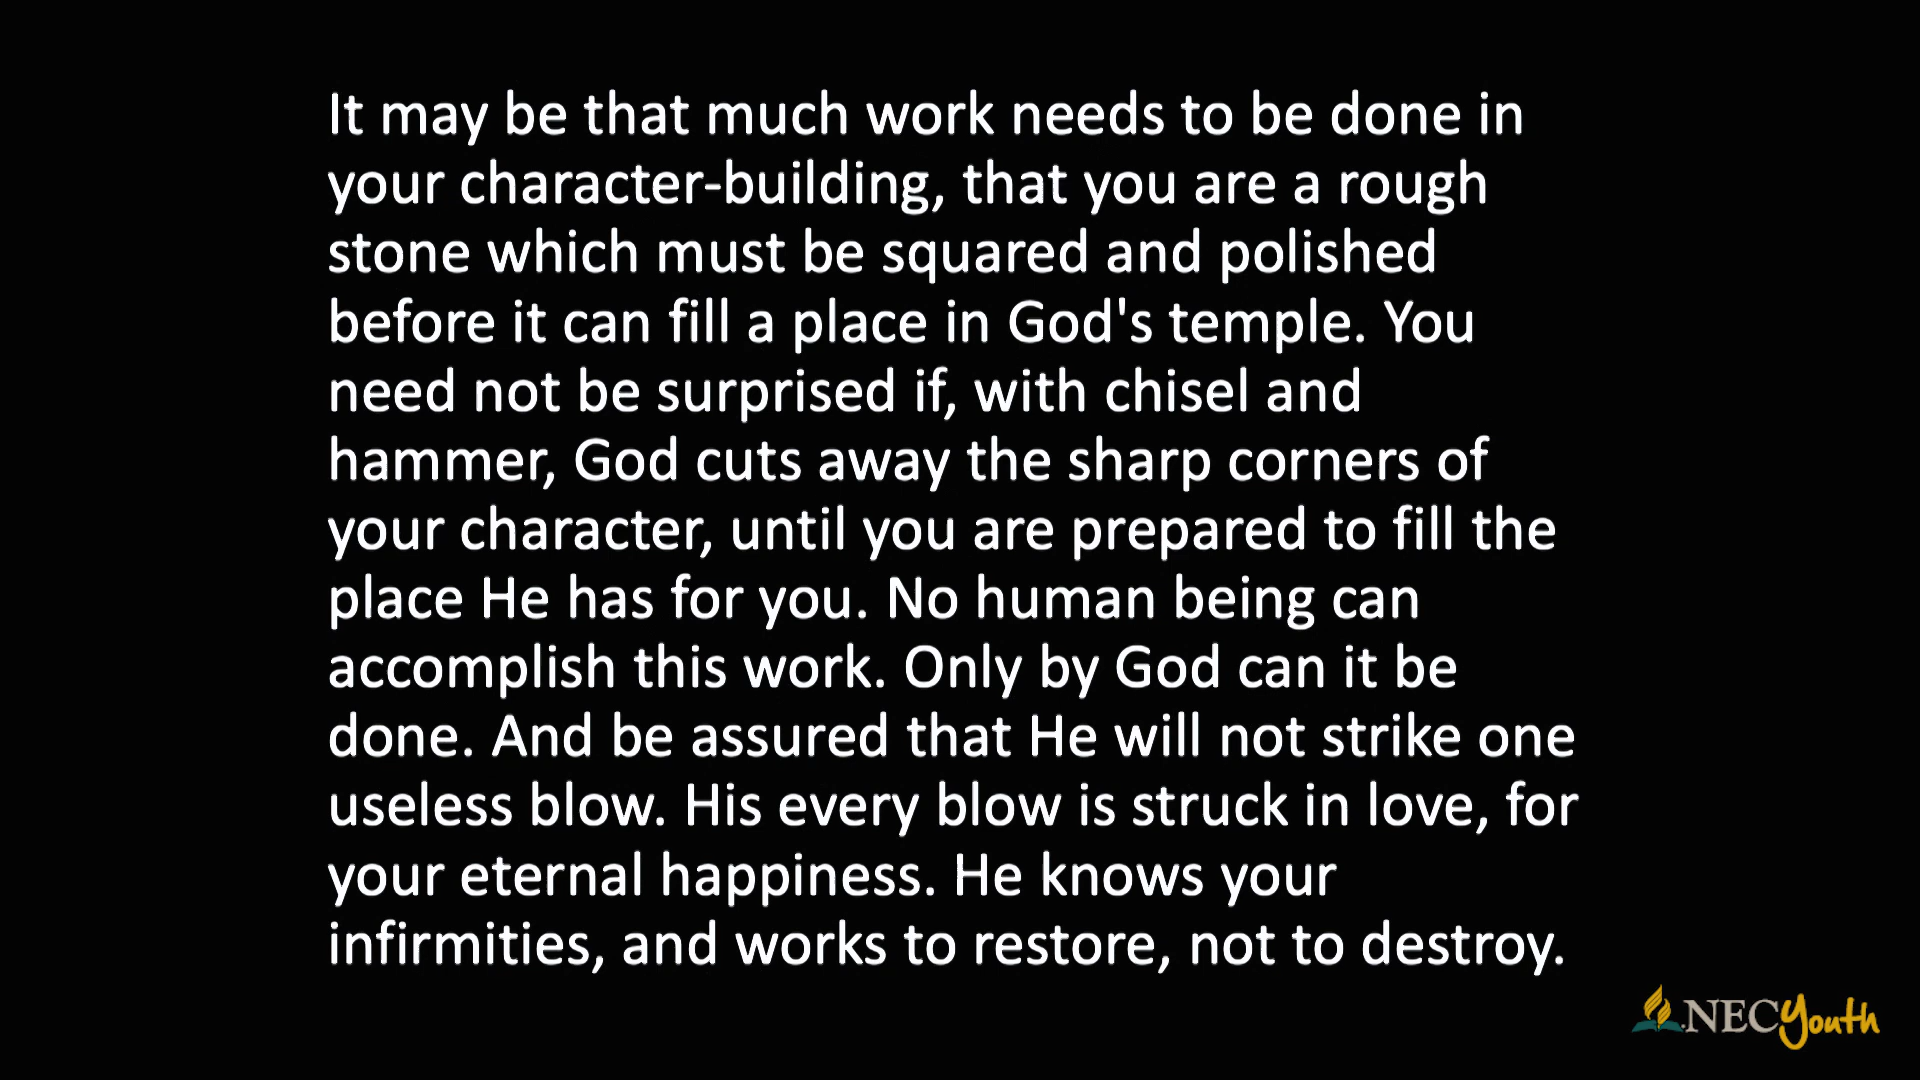 It may be that much work needs to be done in
your character-building, that you are a rough
stone which must be squared and polished
before it can fill a place in God's temple. You
need not be surprised if, with chisel and
hammer, God cuts away the sharp corners of
your character, until you are prepared to fill the
place He has for you. No human being can
accomplish this work. Only by God can it be
done. And be assured that He will not strike one
useless blow. His every blow is struck in love, for
your eternal happiness. He knows your
infirmities, and works to restore, not to destroy.
NECYouth